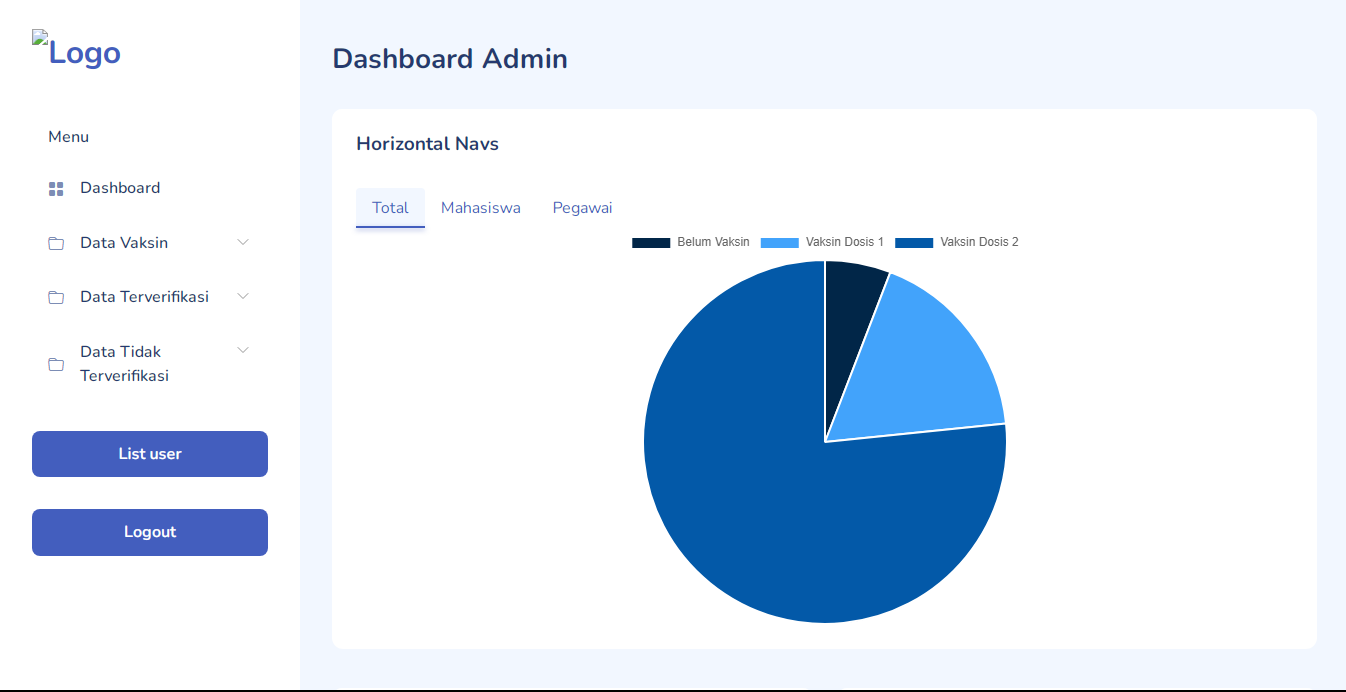 Logo
Menu
Dashboard
Data Vaksin
Data Terverifikasi
Data Tidak
Terverifikasi
List user
Logout
Dashboard Admin
Horizontal Navs
Total Mahasiswa Pegawai
Belum Vaksin Vaksin Dosis 1 Vaksin Dosis 2